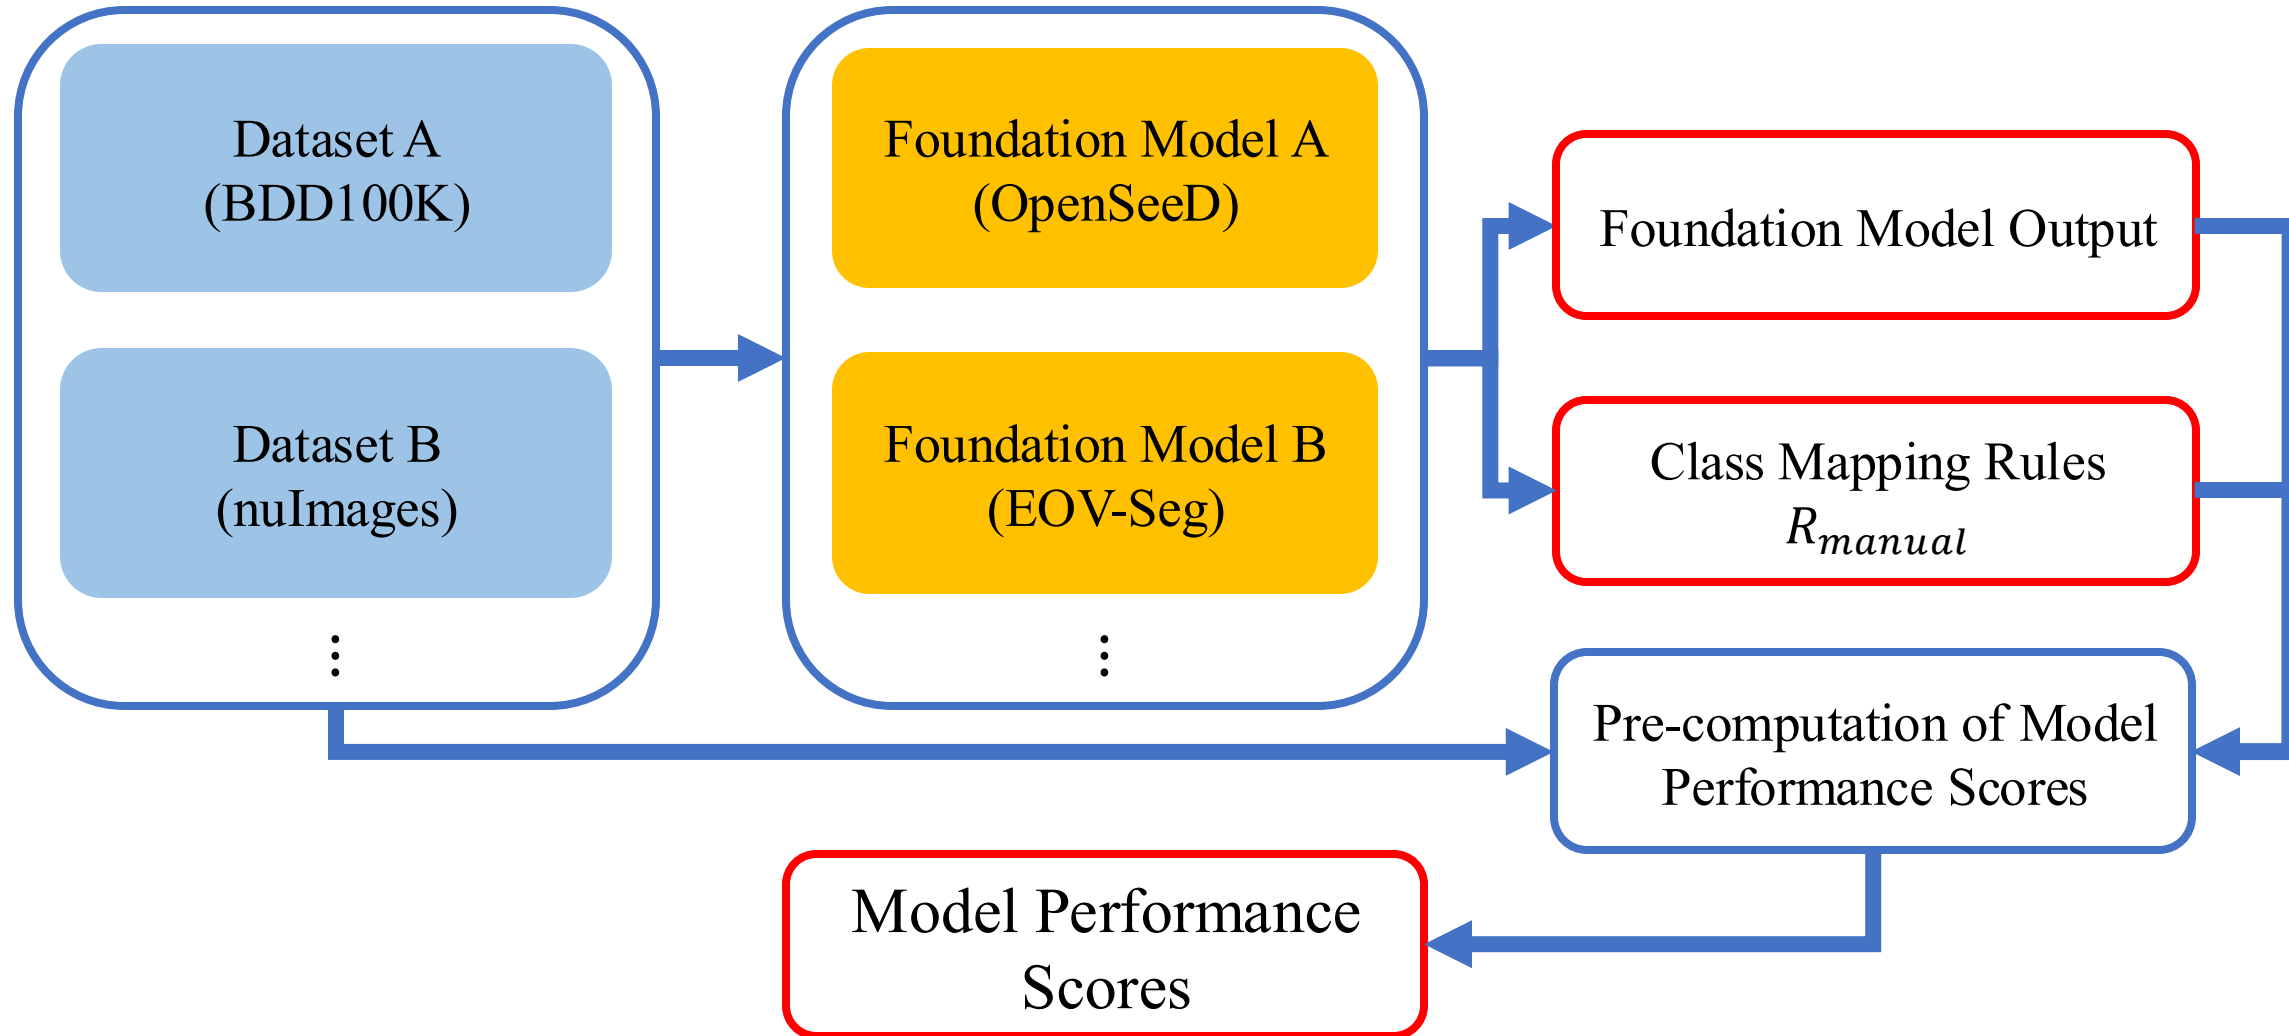 Dataset A
(BDD100K)
Dataset B
(nuImages)
⋮
Foundation Model A
(OpenSeeD)
Foundation Model B
(EOV-Seg)
⋮
Foundation Model Output
Class Mapping Rules
R_manual
Pre-computation of Model
Performance Scores
Model Performance
Scores